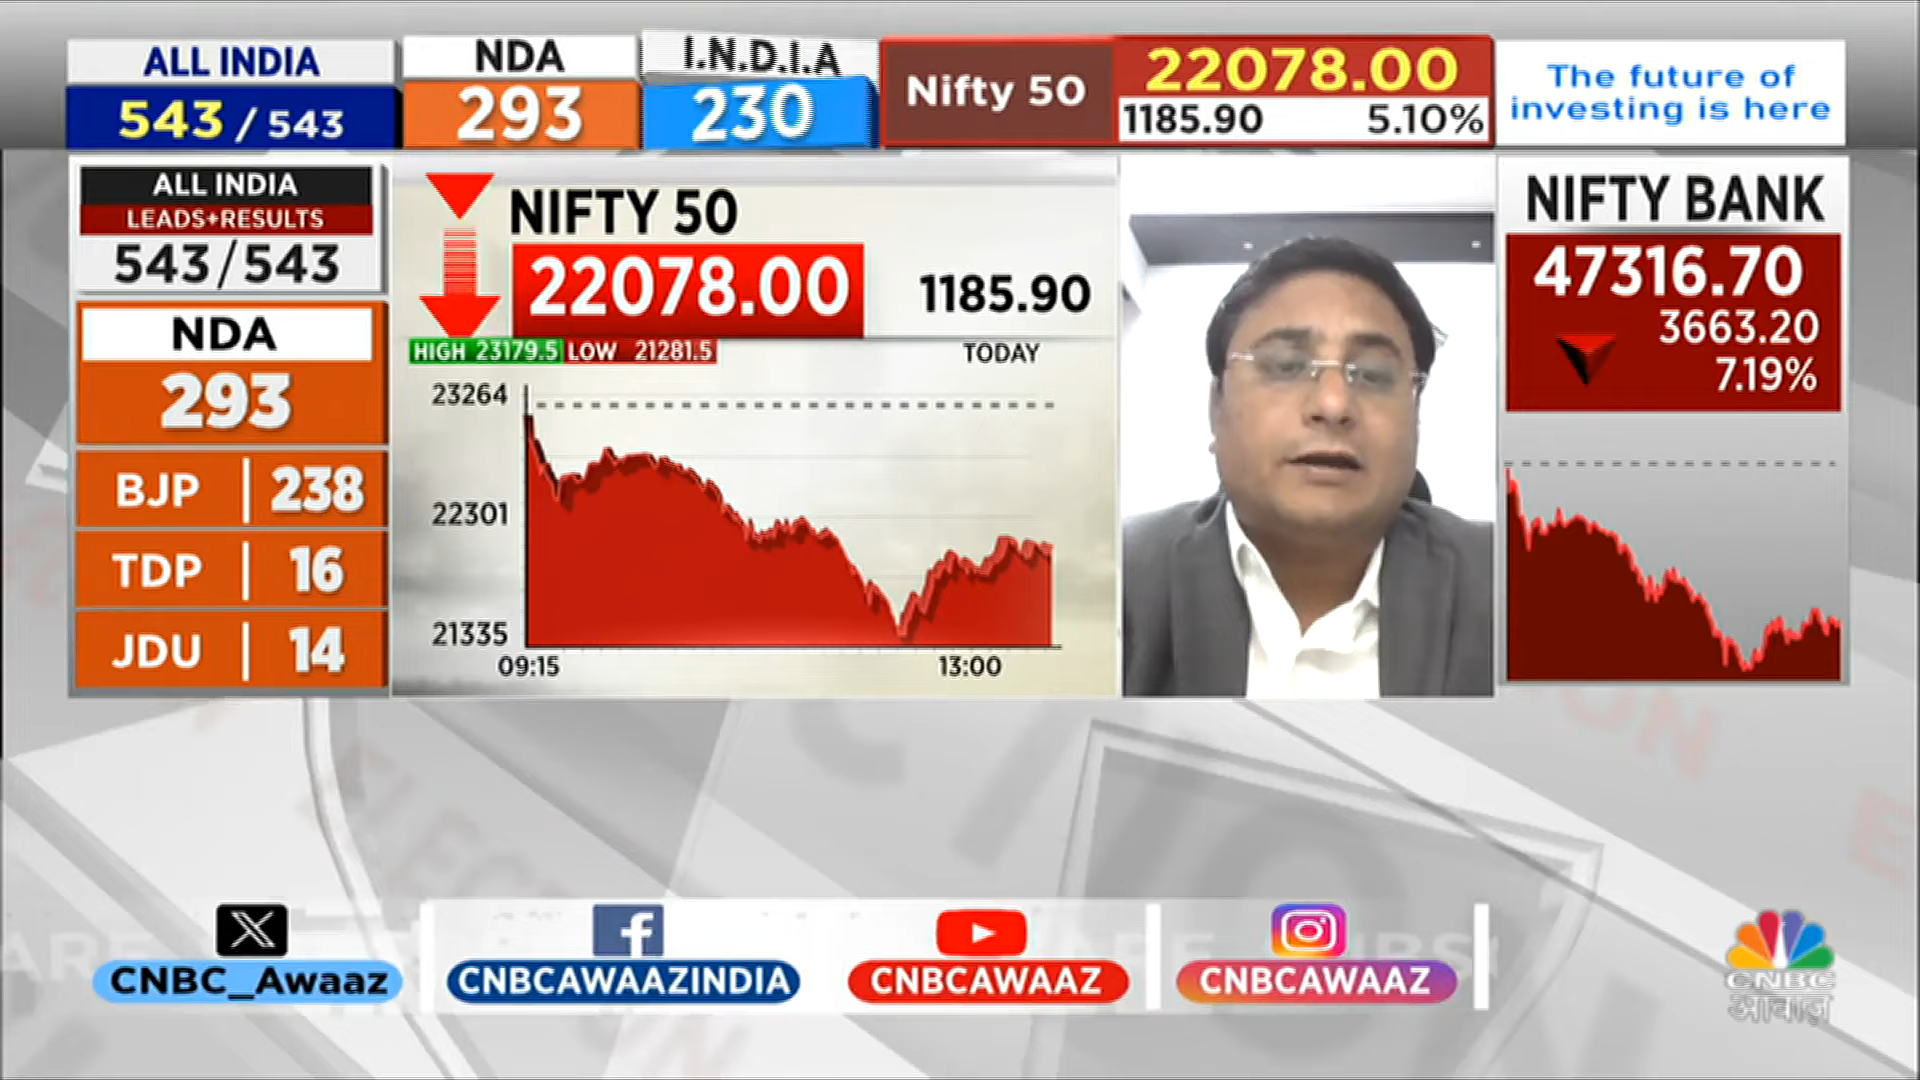 ALL INDIA
543 / 543
NDA
293
I.N.D.I.A
230
Nifty 50
22078.00
1185.90 5.10%
The future of
investing is here
ALL INDIA
LEADS+RESULTS
543/543
NDA
293
BJP 238
TDP 16
JDU 14
NIFTY 50
22078.00
1185.90
HIGH 23179.5 LOW 21281.5
TODAY
23264
22301
21335
09:15 13:00
NIFTY BANK
47316.70
3663.20
7.19%
CNBC_Awaaz
CNBCAWAAZINDIA
CNBCAWAAZ
CNBCAWAAZ
CNBC
आवाज़